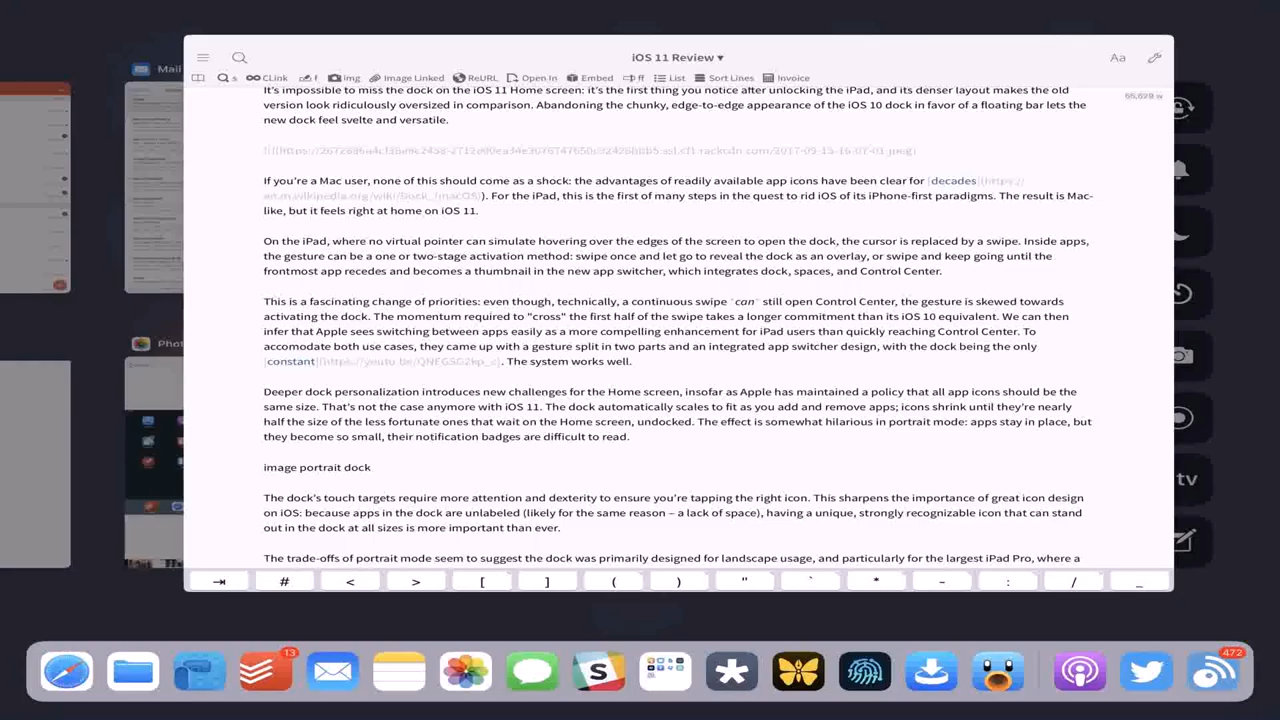 iOS 11 Review ▾
Aa
Mail
s CLink f img Image Linked ReURL Open In Embed ff List Sort Lines Invoice
It's impossible to miss the dock on the iOS 11 Home screen: it's the first thing you notice after unlocking the iPad, and its denser layout makes the old
version look ridiculously oversized in comparison. Abandoning the chunky, edge-to-edge appearance of the iOS 10 dock in favor of a floating bar lets the
new dock feel svelte and versatile.
If you're a Mac user, none of this should come as a shock: the advantages of readily available app icons have been clear for [decades](https://
en.m.wikipedia.org/wiki/Dock_(macOS)). For the iPad, this is the first of many steps in the quest to rid iOS of its iPhone-first paradigms. The result is Mac-
like, but it feels right at home on iOS 11.
On the iPad, where no virtual pointer can simulate hovering over the edges of the screen to open the dock, the cursor is replaced by a swipe. Inside apps,
the gesture can be a one or two-stage activation method: swipe once and let go to reveal the dock as an overlay, or swipe and keep going until the
frontmost app recedes and becomes a thumbnail in the new app switcher, which integrates dock, spaces, and Control Center.
This is a fascinating change of priorities: even though, technically, a continuous swipe *can* still open Control Center, the gesture is skewed towards
activating the dock. The momentum required to "cross" the first half of the swipe takes a longer commitment than its iOS 10 equivalent. We can then
infer that Apple sees switching between apps easily as a more compelling enhancement for iPad users than quickly reaching Control Center. To
accomodate both use cases, they came up with a gesture split in two parts and an integrated app switcher design, with the dock being the only
[constant](https://youtu.be/ . The system works well.
Phot
Deeper dock personalization introduces new challenges for the Home screen, insofar as Apple has maintained a policy that all app icons should be the
same size. That's not the case anymore with iOS 11. The dock automatically scales to fit as you add and remove apps; icons shrink until they're nearly
half the size of the less fortunate ones that wait on the Home screen, undocked. The effect is somewhat hilarious in portrait mode: apps stay in place, but
they become so small, their notification badges are difficult to read.
image portrait dock
tv
The dock's touch targets require more attention and dexterity to ensure you're tapping the right icon. This sharpens the importance of great icon design
on iOS: because apps in the dock are unlabeled (likely for the same reason – a lack of space), having a unique, strongly recognizable icon that can stand
out in the dock at all sizes is more important than ever.
The trade-offs of portrait mode seem to suggest the dock was primarily designed for landscape usage, and particularly for the largest iPad Pro, where a
⇥ # < > [ ] ( ) " ` * - : / _
13 S 472